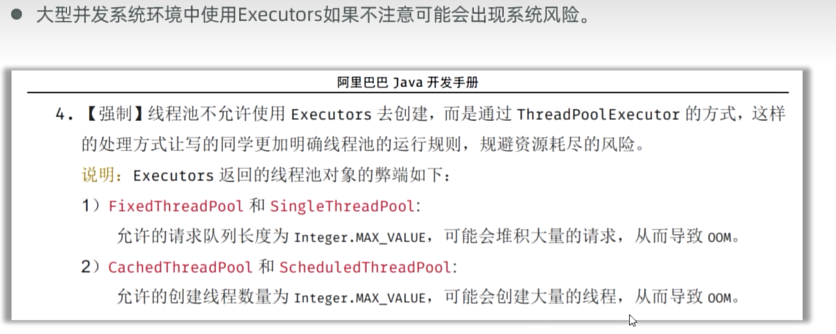 ● 大型并发系统环境中使用Executors如果不注意可能会出现系统风险。
阿里巴巴 Java 开发手册
4. 【强制】线程池不允许使用 Executors 去创建，而是通过 ThreadPoolExecutor 的方式，这样
的处理方式让写的同学更加明确线程池的运行规则，规避资源耗尽的风险。
说明：Executors 返回的线程池对象的弊端如下：
1）FixedThreadPool 和 SingleThreadPool:
允许的请求队列长度为 Integer.MAX_VALUE，可能会堆积大量的请求，从而导致 OOM。
2）CachedThreadPool 和 ScheduledThreadPool:
允许的创建线程数量为 Integer.MAX_VALUE，可能会创建大量的线程，从而导致 OOM。